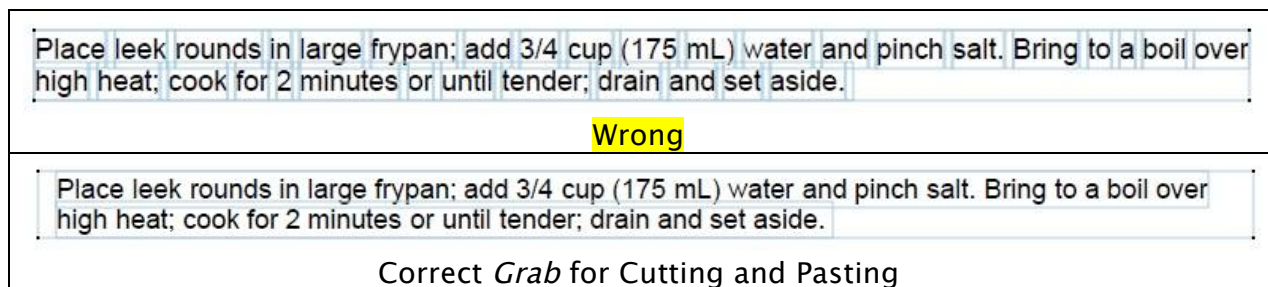 Place leek rounds in large frypan; add 3/4 cup (175 mL) water and pinch salt. Bring to a boil over
high heat; cook for 2 minutes or until tender; drain and set aside.
Wrong
Place leek rounds in large frypan; add 3/4 cup (175 mL) water and pinch salt. Bring to a boil over
high heat; cook for 2 minutes or until tender; drain and set aside.
Correct Grab for Cutting and Pasting